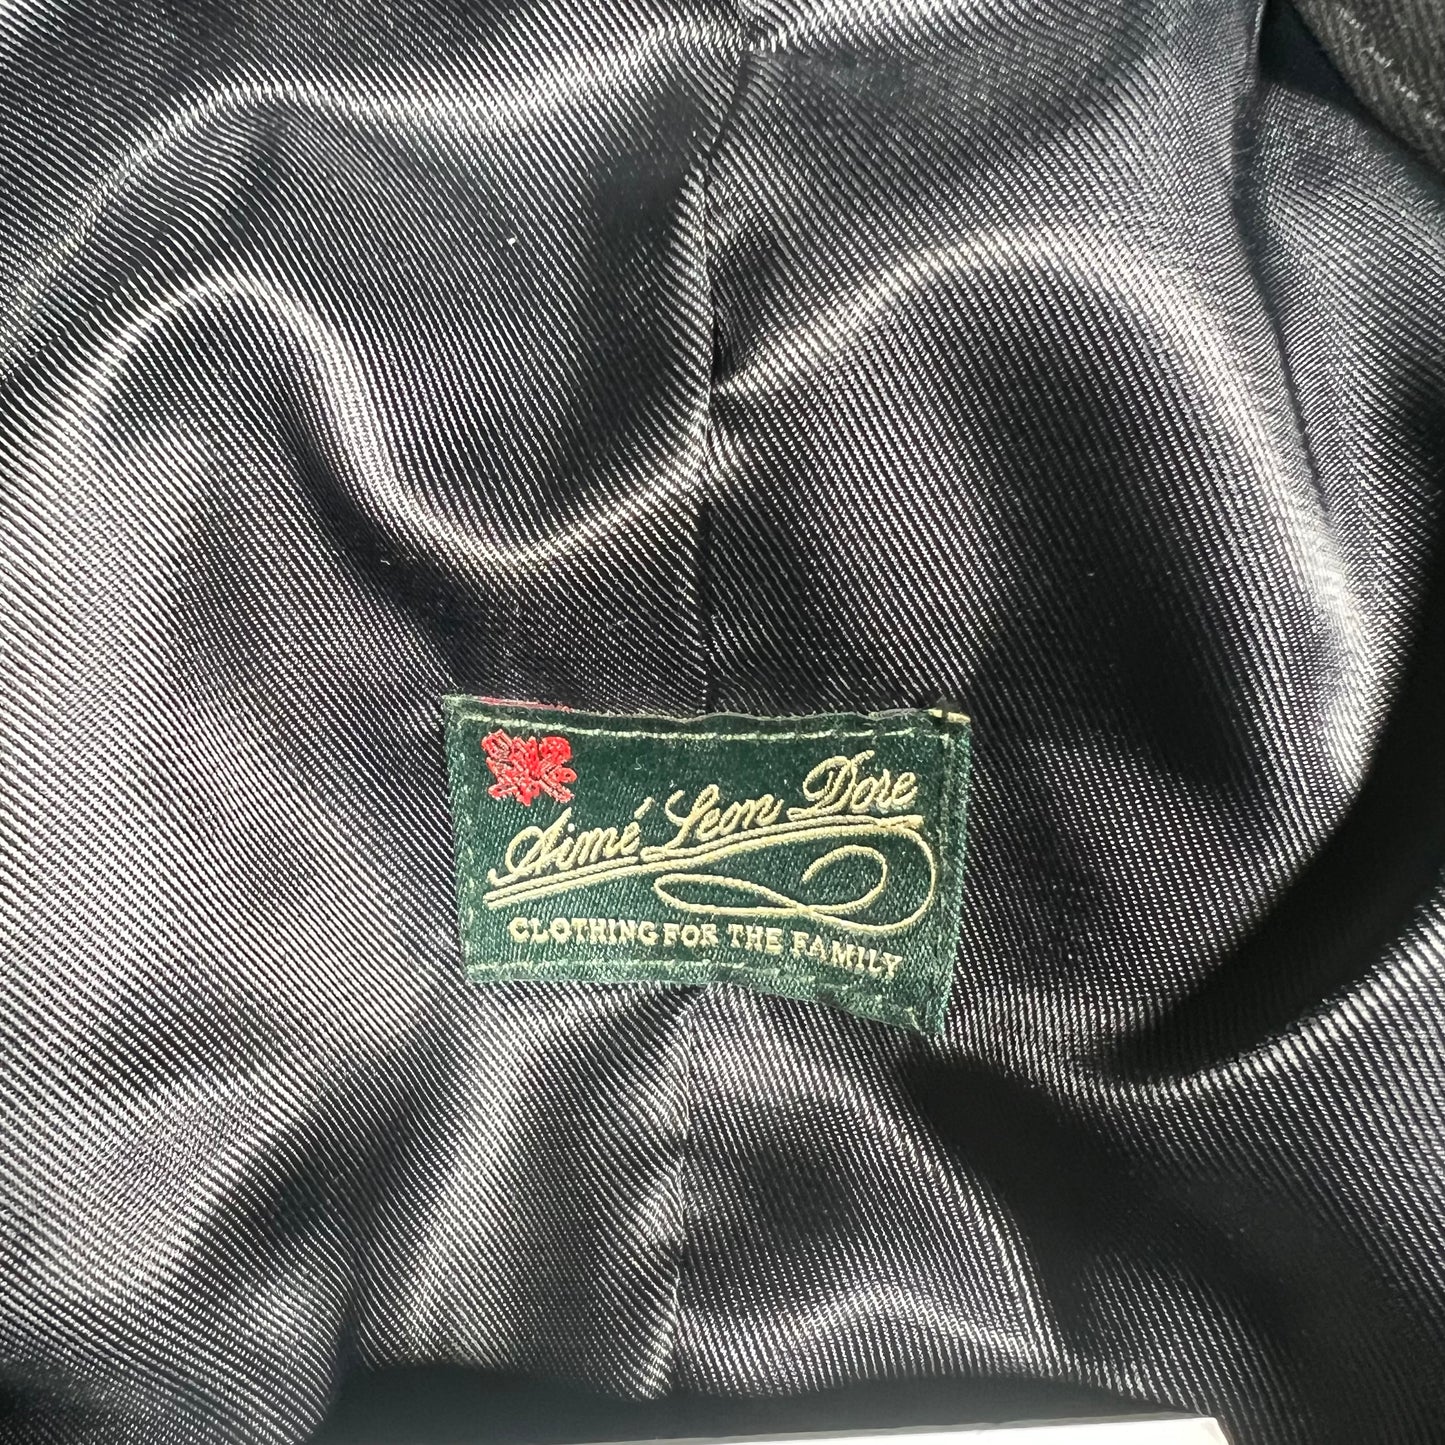 Aimé Leon Dore
CLOTHING FOR THE FAMILY